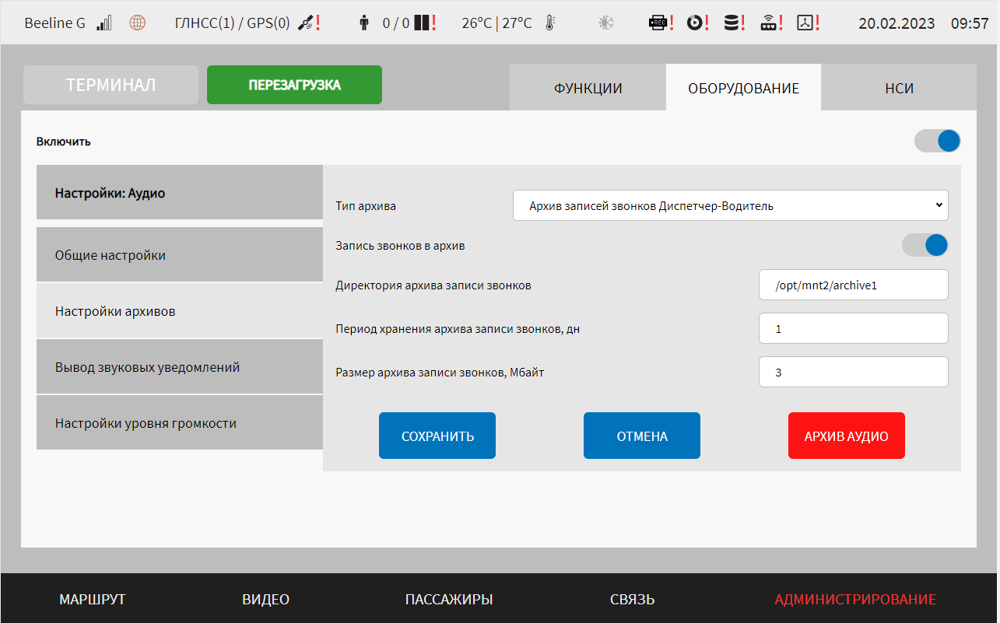 Beeline G ГЛНСС(1) / GPS(0) ! 0 / 0 ! 26°C | 27°C REC ! ! ! ! ! 20.02.2023 09:57
ТЕРМИНАЛ ПЕРЕЗАГРУЗКА ФУНКЦИИ ОБОРУДОВАНИЕ НСИ
Включить
Настройки: Аудио
Общие настройки
Настройки архивов
Вывод звуковых уведомлений
Настройки уровня громкости
Тип архива Архив записей звонков Диспетчер-Водитель
Запись звонков в архив
Директория архива записи звонков /opt/mnt2/archive1
Период хранения архива записи звонков, дн 1
Размер архива записи звонков, Мбайт 3
СОХРАНИТЬ ОТМЕНА АРХИВ АУДИО
МАРШРУТ ВИДЕО ПАССАЖИРЫ СВЯЗЬ АДМИНИСТРИРОВАНИЕ